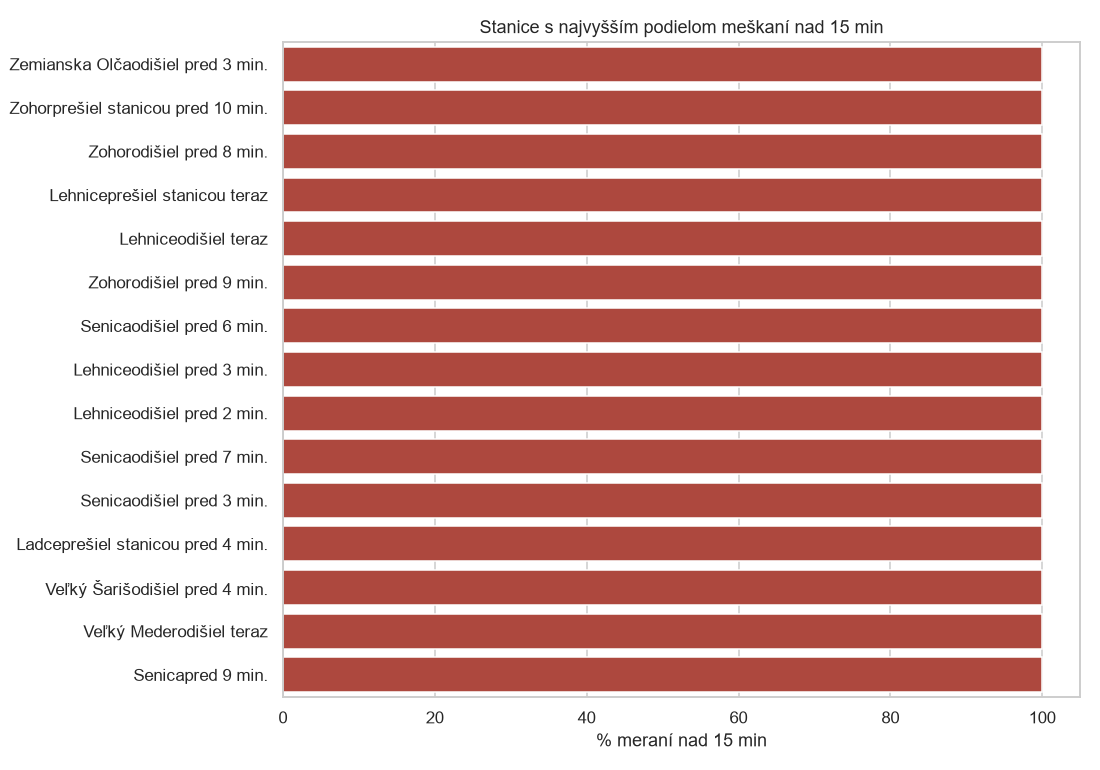 Stanice s najvyšším podielom meškaní nad 15 min
Zemianska Olčaodišiel pred 3 min.
Zohorprešiel stanicou pred 10 min.
Zohorodišiel pred 8 min.
Lehniceprešiel stanicou teraz
Lehniceodišiel teraz
Zohorodišiel pred 9 min.
Senicaodišiel pred 6 min.
Lehniceodišiel pred 3 min.
Lehniceodišiel pred 2 min.
Senicaodišiel pred 7 min.
Senicaodišiel pred 3 min.
Ladceprešiel stanicou pred 4 min.
Veľký Šarišodišiel pred 4 min.
Veľký Mederodišiel teraz
Senicapred 9 min.
0 20 40 60 80 100
% meraní nad 15 min